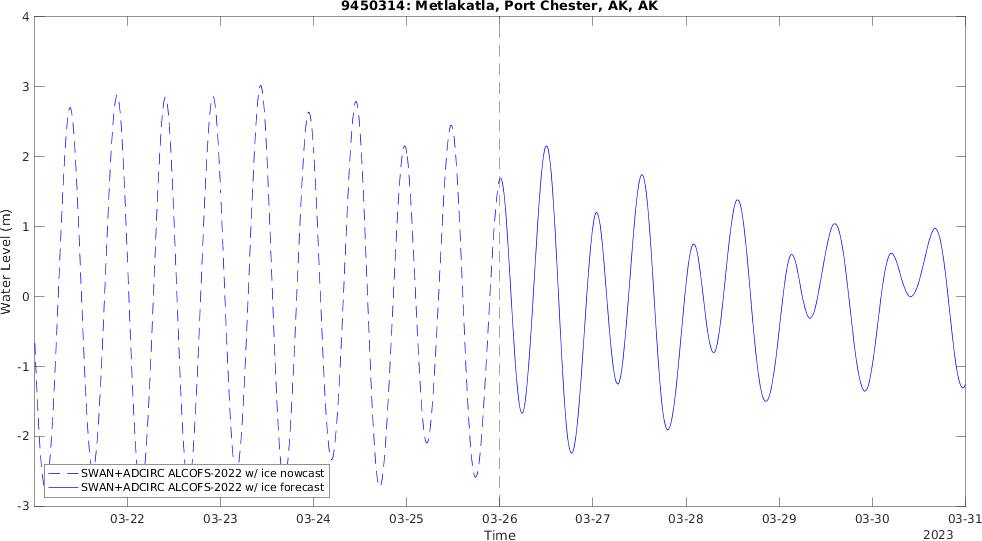 9450314: Metlakatla, Port Chester, AK, AK
4
3
2
1
0
-1
-2
-3
Water Level (m)
SWAN+ADCIRC ALCOFS-2022 w/ ice nowcast
SWAN+ADCIRC ALCOFS-2022 w/ ice forecast
03-22 03-23 03-24 03-25 03-26 03-27 03-28 03-29 03-30 03-31
Time
2023